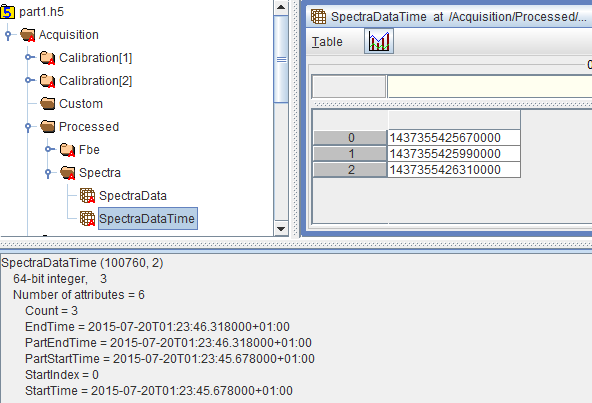 part1.h5
Acquisition
Calibration[1]
Calibration[2]
Custom
Processed
Fbe
Spectra
SpectraData
SpectraDataTime
SpectraDataTime at /Acquisition/Processed/...
Table
0
0 1437355425670000
1 1437355425990000
2 1437355426310000
SpectraDataTime (100760, 2)
64-bit integer, 3
Number of attributes = 6
Count = 3
EndTime = 2015-07-20T01:23:46.318000+01:00
PartEndTime = 2015-07-20T01:23:46.318000+01:00
PartStartTime = 2015-07-20T01:23:45.678000+01:00
StartIndex = 0
StartTime = 2015-07-20T01:23:45.678000+01:00